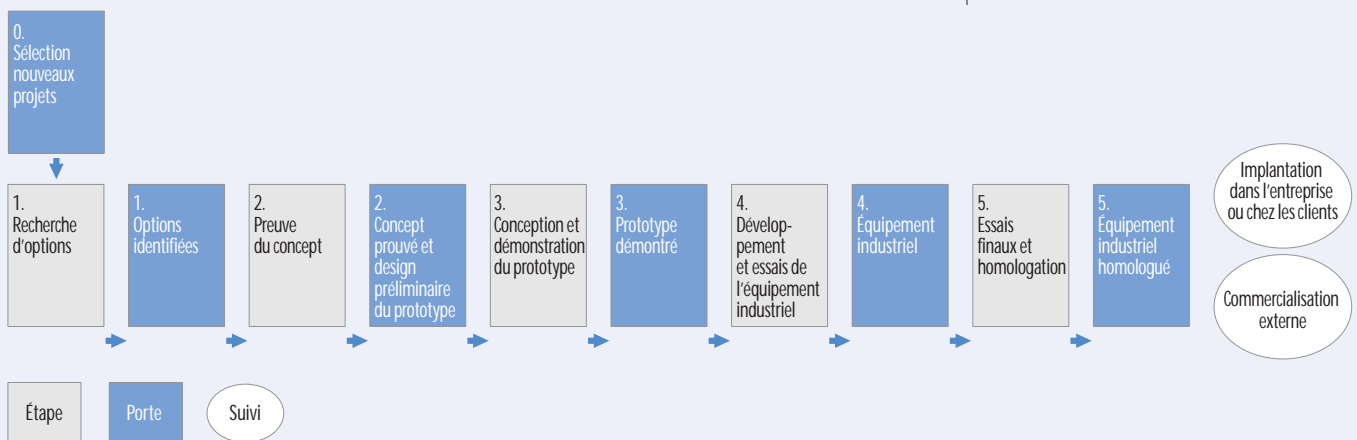 0.
Sélection
nouveaux
projets
1.
Recherche
d'options
1.
Options
identifiées
2.
Preuve
du concept
2.
Concept
prouvé et
design
préliminaire
du prototype
3.
Conception et
démonstration
du prototype
3.
Prototype
démontré
4.
Dévelop-
pement
et essais de
l'équipement
industriel
4.
Équipement
industriel
5.
Essais
finaux et
homologation
5.
Équipement
industriel
homologué
Implantation
dans l'entreprise
ou chez les clients
Commercialisation
externe
Étape
Porte
Suivi